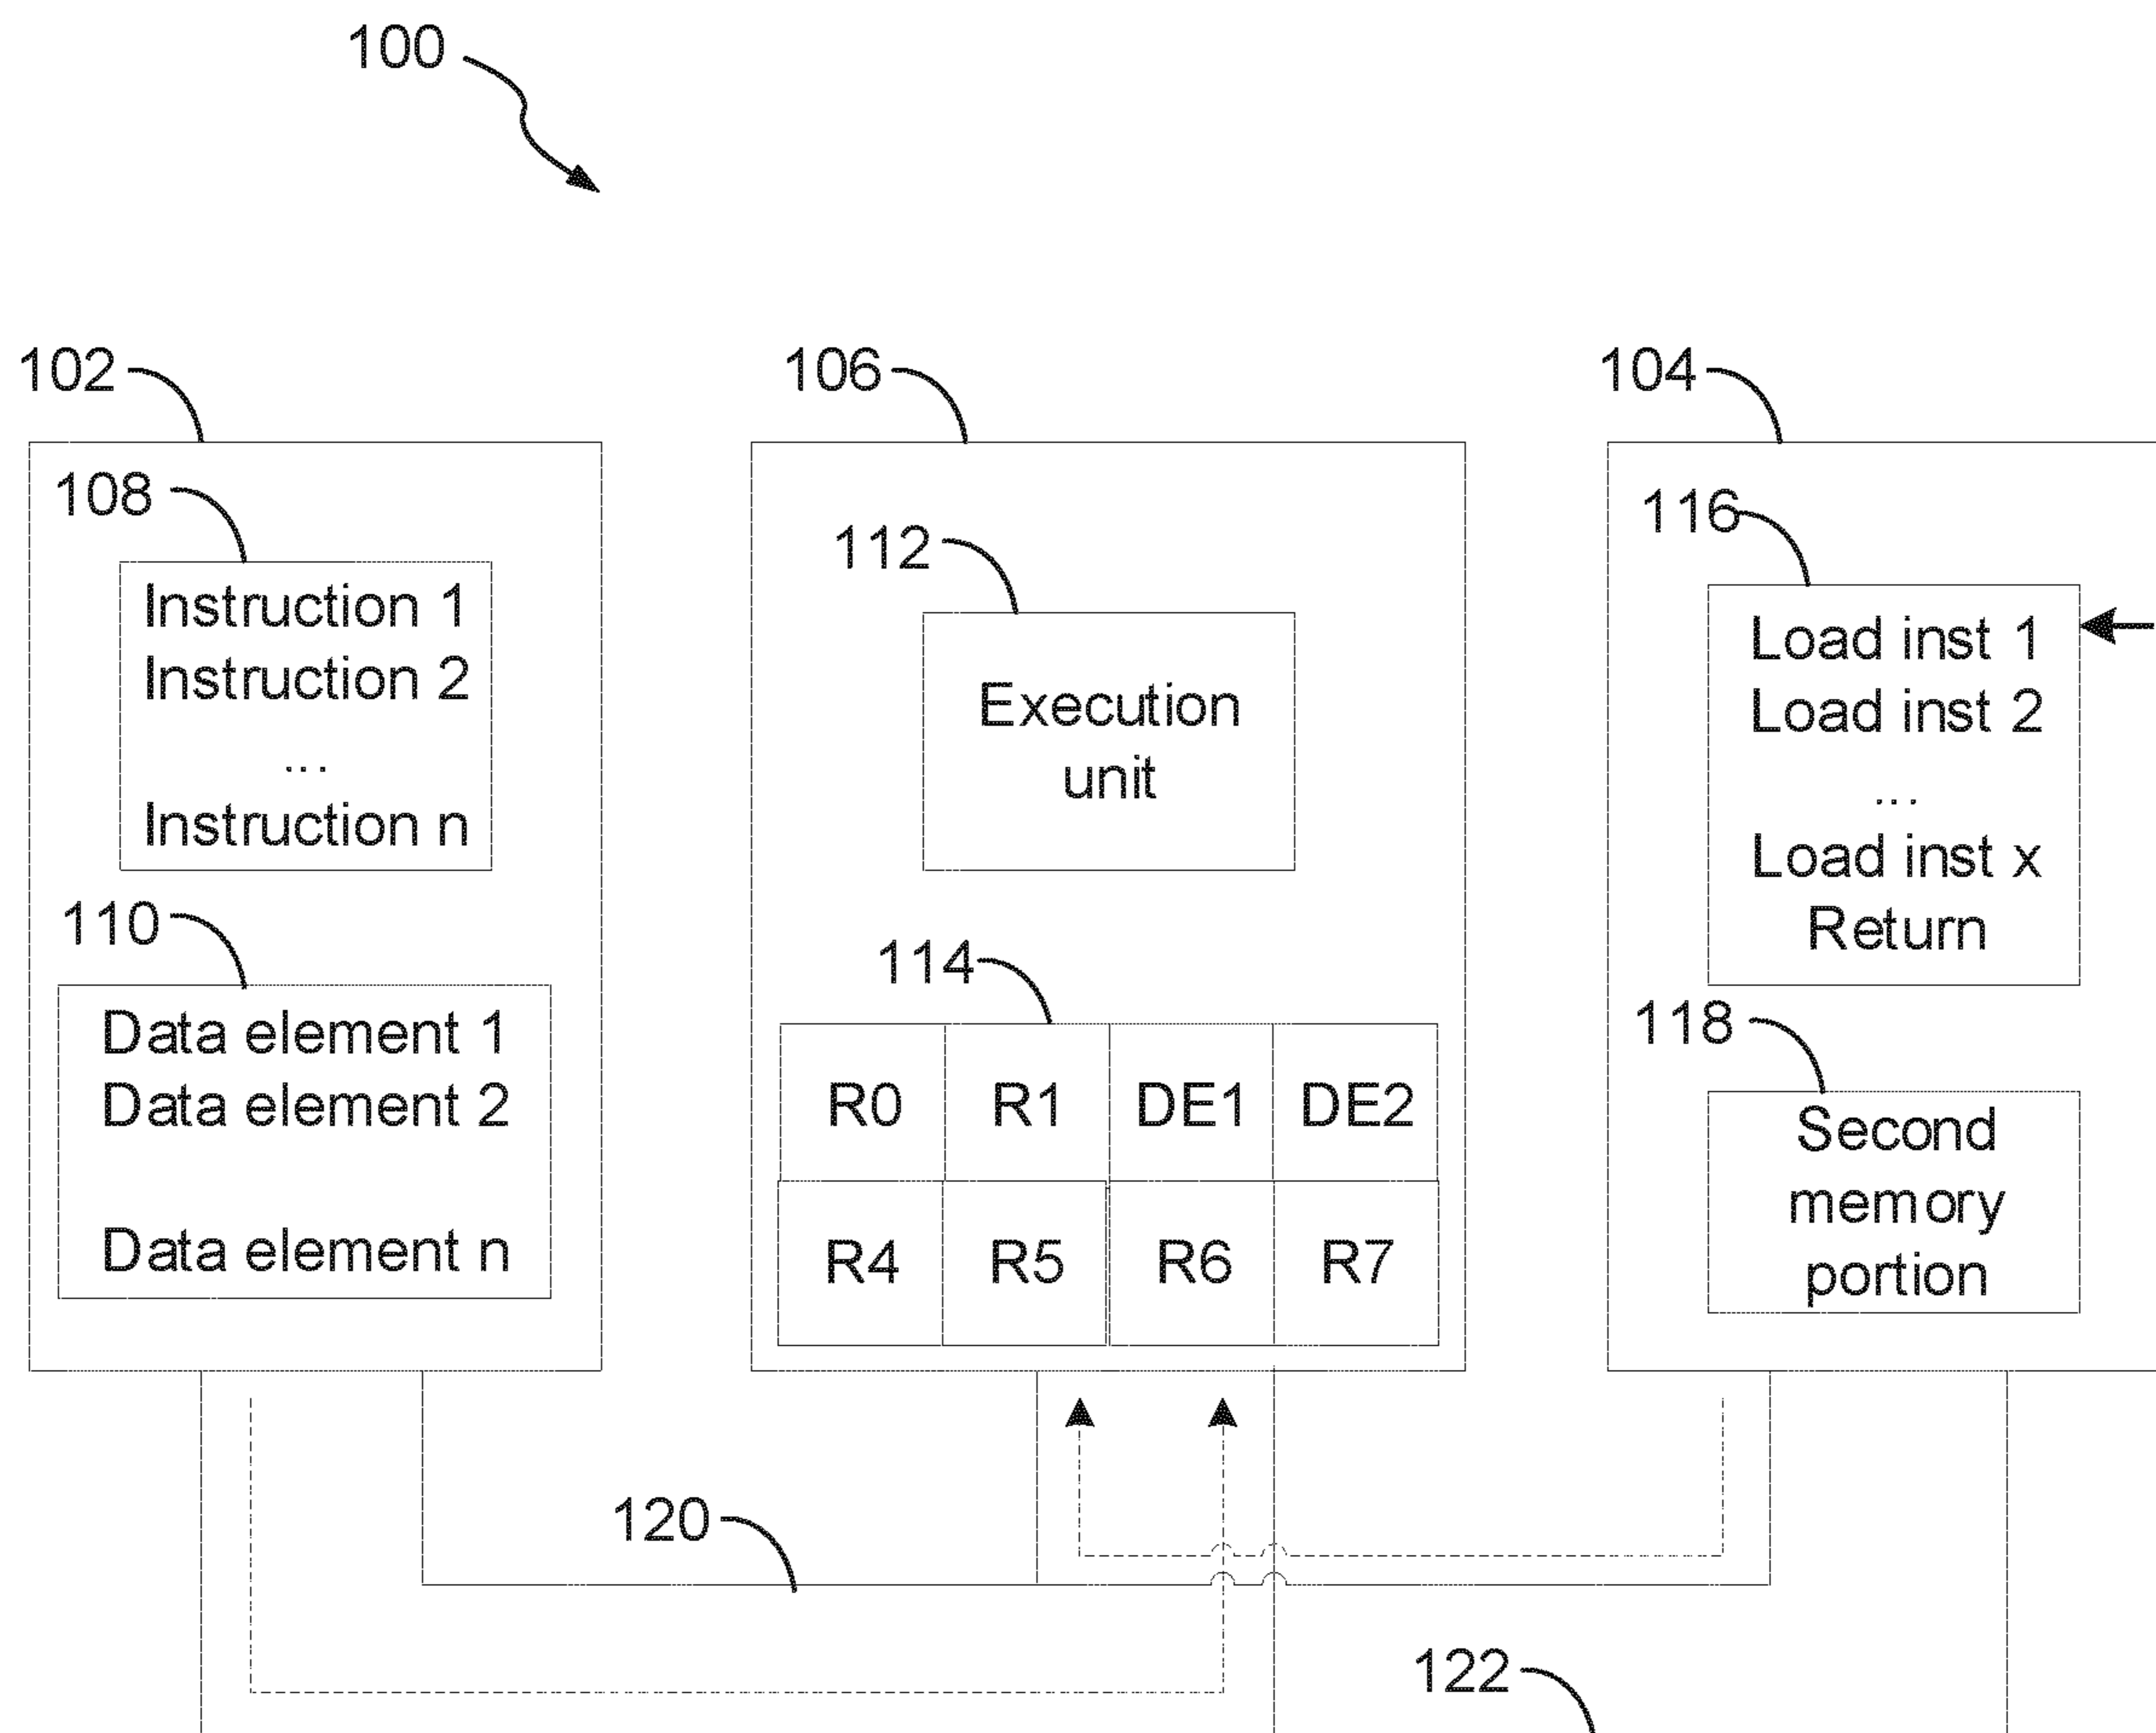 100
102
106
104
108
Instruction 1
Instruction 2
...
Instruction n
110
Data element 1
Data element 2
Data element n
112
Execution
unit
114
R0 R1 DE1 DE2
R4 R5 R6 R7
116
Load inst 1
Load inst 2
...
Load inst x
Return
118
Second
memory
portion
120
122